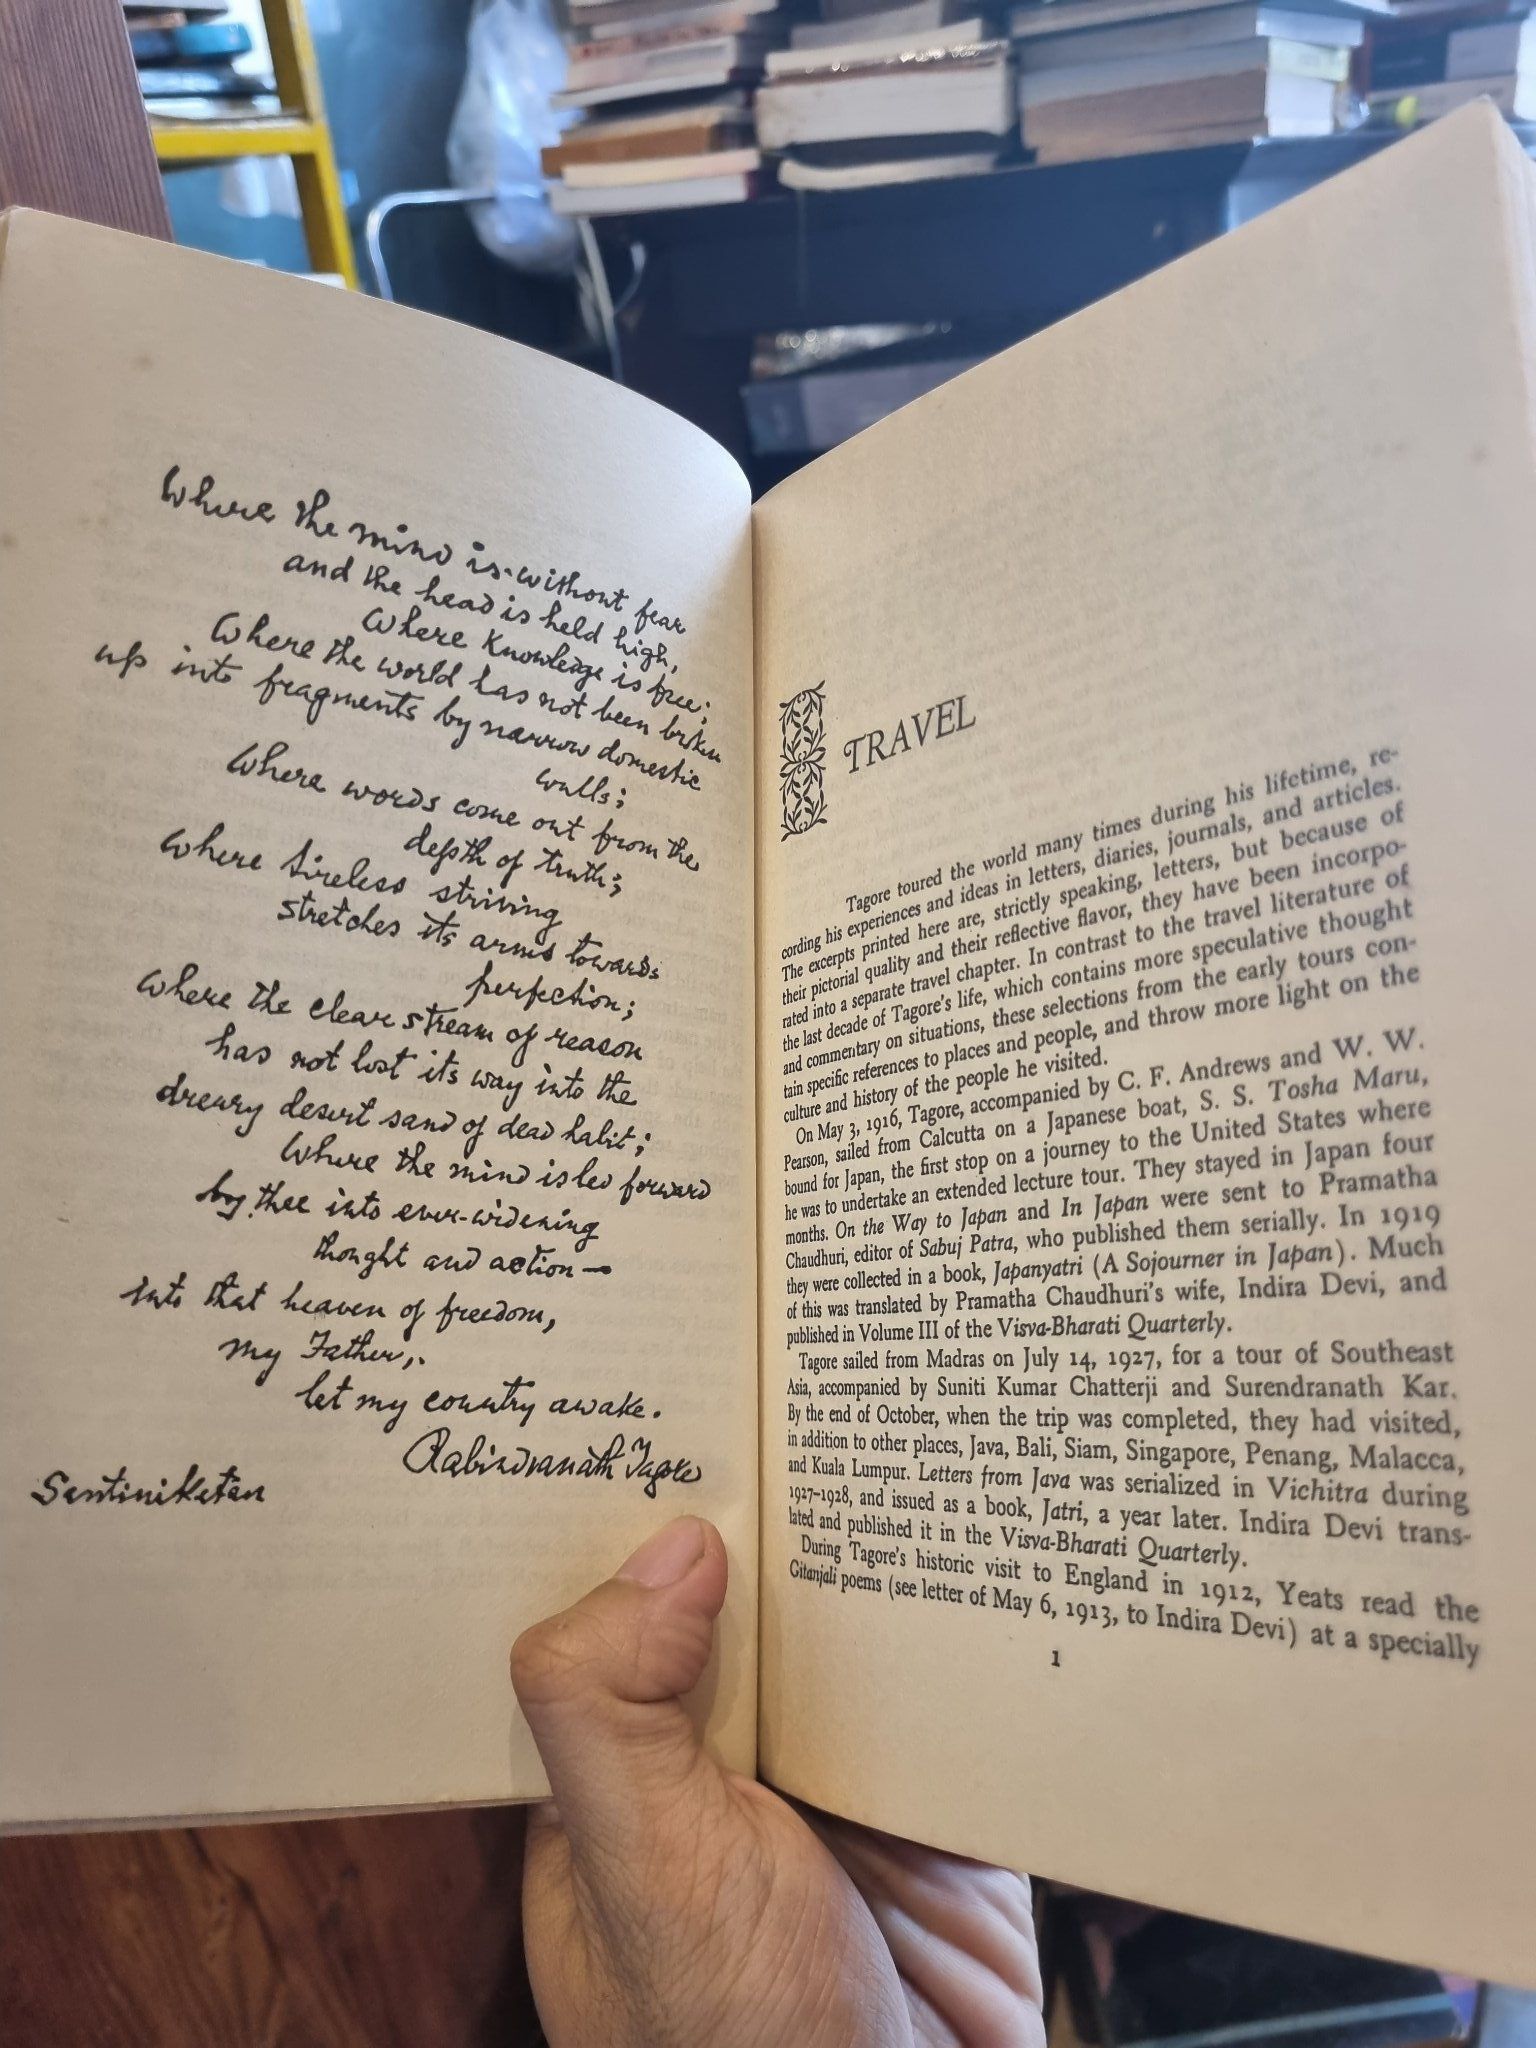 Where the mind is without fear
and the head is held high,
Where knowledge is free;
Where the world has not been broken
up into fragments by narrow domestic
walls;
Where words come out from the
depth of truth;
Where tireless striving
stretches its arms towards
perfection;
Where the clear stream of reason
has not lost its way into the
dreary desert sand of dead habit;
Where the mind is led forward
by thee into ever-widening
thought and action—
into that heaven of freedom,
my Father,
let my country awake.
Rabindranath Tagore
Santiniketan
TRAVEL
Tagore toured the world many times during his lifetime, re-
cording his experiences and ideas in letters, diaries, journals, and articles.
The excerpts printed here are, strictly speaking, letters, but because of
their pictorial quality and their reflective flavor, they have been incorpo-
rated into a separate travel chapter. In contrast to the travel literature of
the last decade of Tagore's life, which contains more speculative thought
and commentary on situations, these selections from the early tours con-
tain specific references to places and people, and throw more light on the
culture and history of the people he visited.
On May 3, 1916, Tagore, accompanied by C. F. Andrews and W. W.
Pearson, sailed from Calcutta on a Japanese boat, S. S. Tosha Maru,
bound for Japan, the first stop on a journey to the United States where
he was to undertake an extended lecture tour. They stayed in Japan four
months. On the Way to Japan and In Japan were sent to Pramatha
Chaudhuri, editor of Sabuj Patra, who published them serially. In 1919
they were collected in a book, Japanyatri (A Sojourner in Japan). Much
of this was translated by Pramatha Chaudhuri's wife, Indira Devi, and
published in Volume III of the Visva-Bharati Quarterly.
Tagore sailed from Madras on July 14, 1927, for a tour of Southeast
Asia, accompanied by Suniti Kumar Chatterji and Surendranath Kar.
By the end of October, when the trip was completed, they had visited,
in addition to other places, Java, Bali, Siam, Singapore, Penang, Malacca,
and Kuala Lumpur. Letters from Java was serialized in Vichitra during
1927–1928, and issued as a book, Jatri, a year later. Indira Devi trans-
lated and published it in the Visva-Bharati Quarterly.
During Tagore's historic visit to England in 1912, Yeats read the
Gitanjali poems (see letter of May 6, 1913, to Indira Devi) at a specially
1